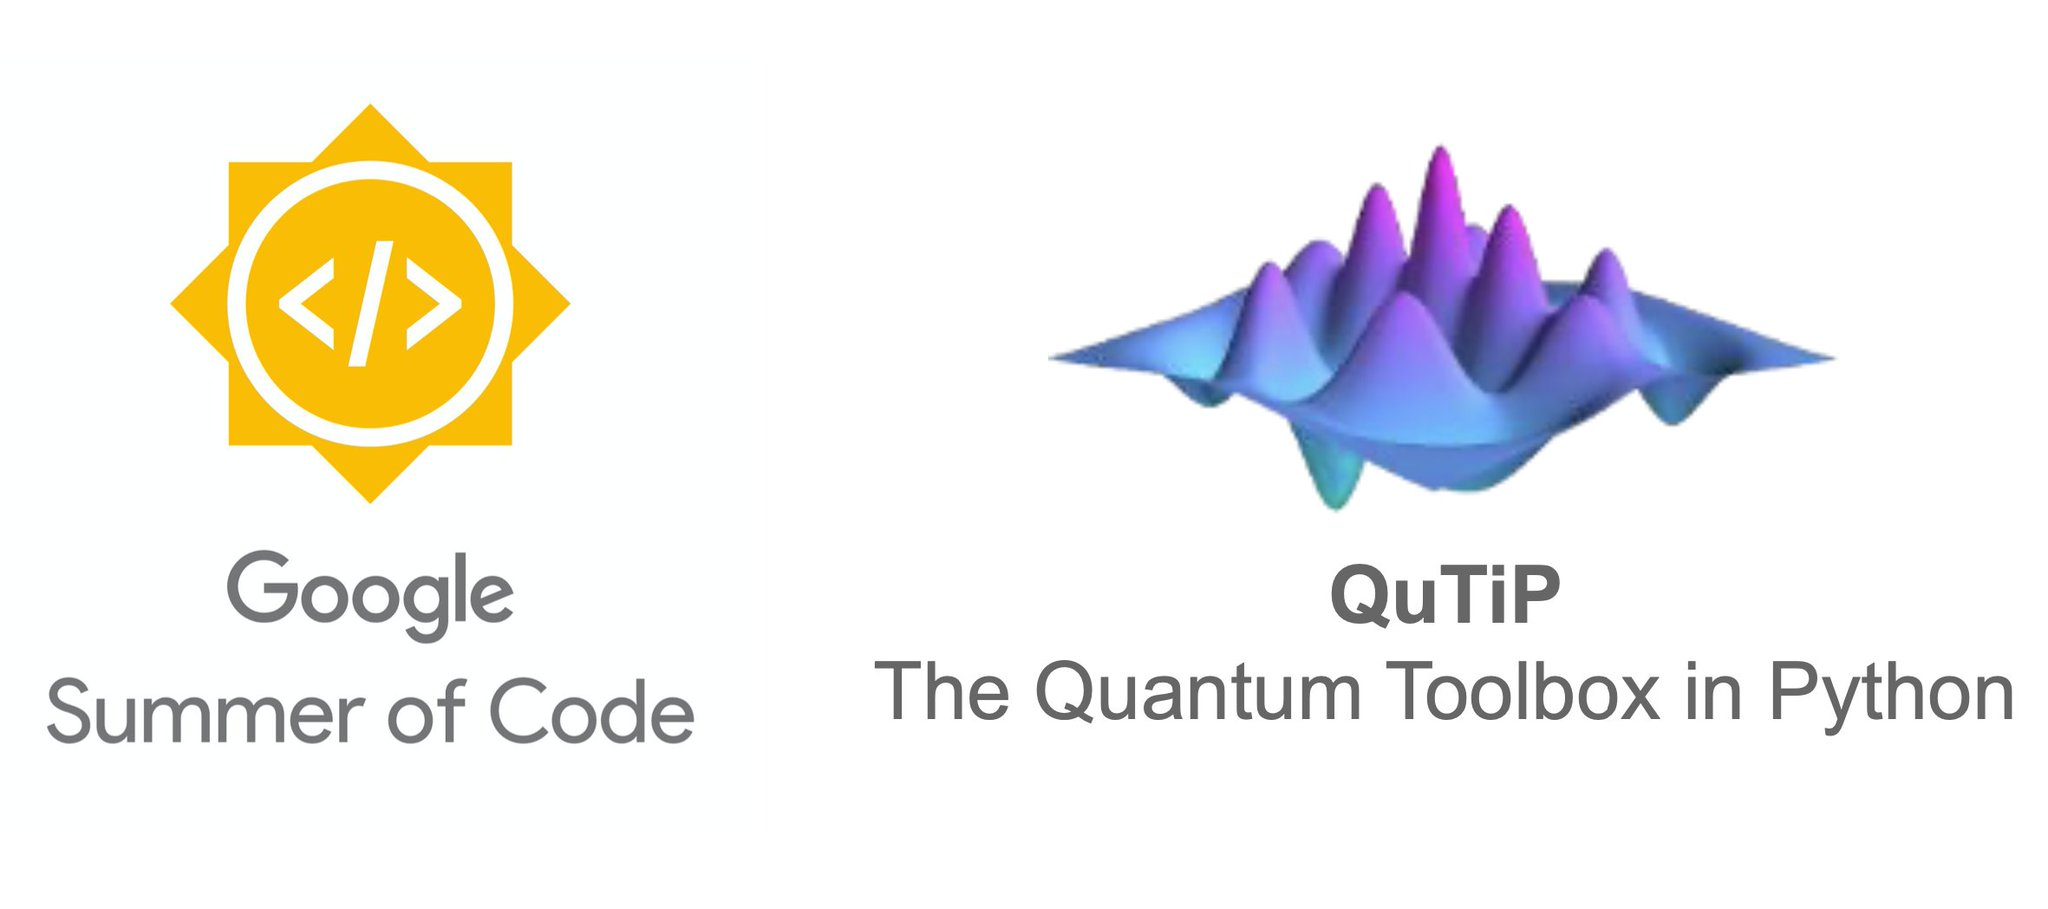 </>
Google
Summer of Code
QuTiP
The Quantum Toolbox in Python